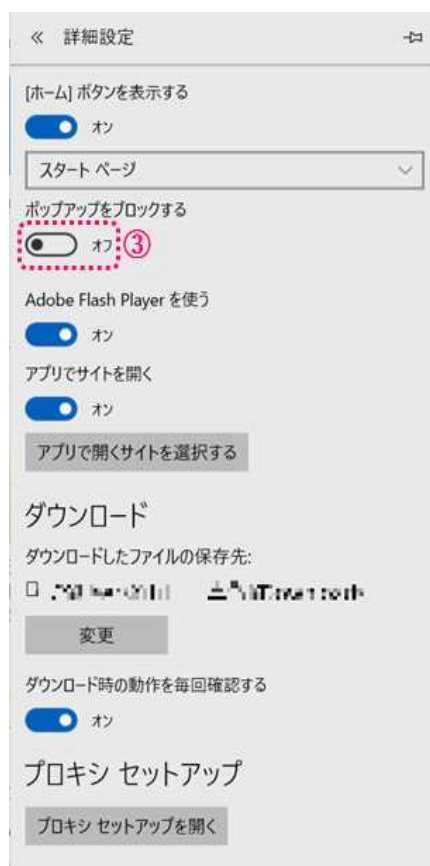 ≪ 詳細設定
[ホーム] ボタンを表示する
オン
スタート ページ
ポップアップをブロックする
オフ ③
Adobe Flash Player を使う
オン
アプリでサイトを開く
オン
アプリで開くサイトを選択する
ダウンロード
ダウンロードしたファイルの保存先:
変更
ダウンロード時の動作を毎回確認する
オン
プロキシ セットアップ
プロキシ セットアップを開く